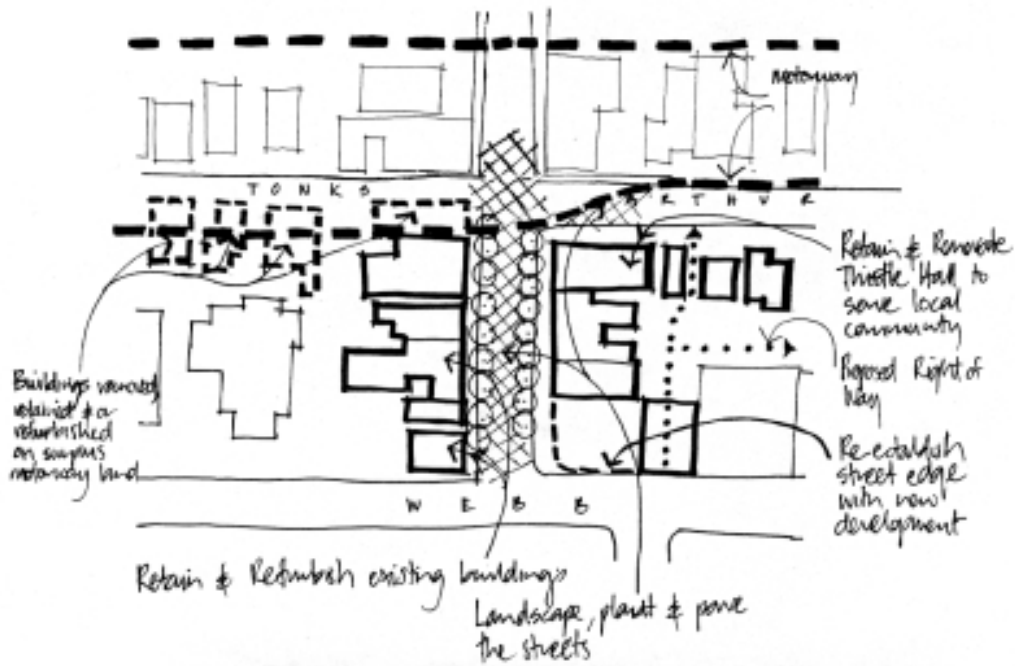 Motorway
TONKS
ARTHUR
Retain & Renovate
Thistle Hall to
serve local
community
Proposed Right of
Way
Buildings removed,
relocated & or
refurbished
on surplus
motorway land
Re-establish
street edge
with new
development
WEBB
Retain & Refurbish existing buildings
Landscape, plant & pave
the streets